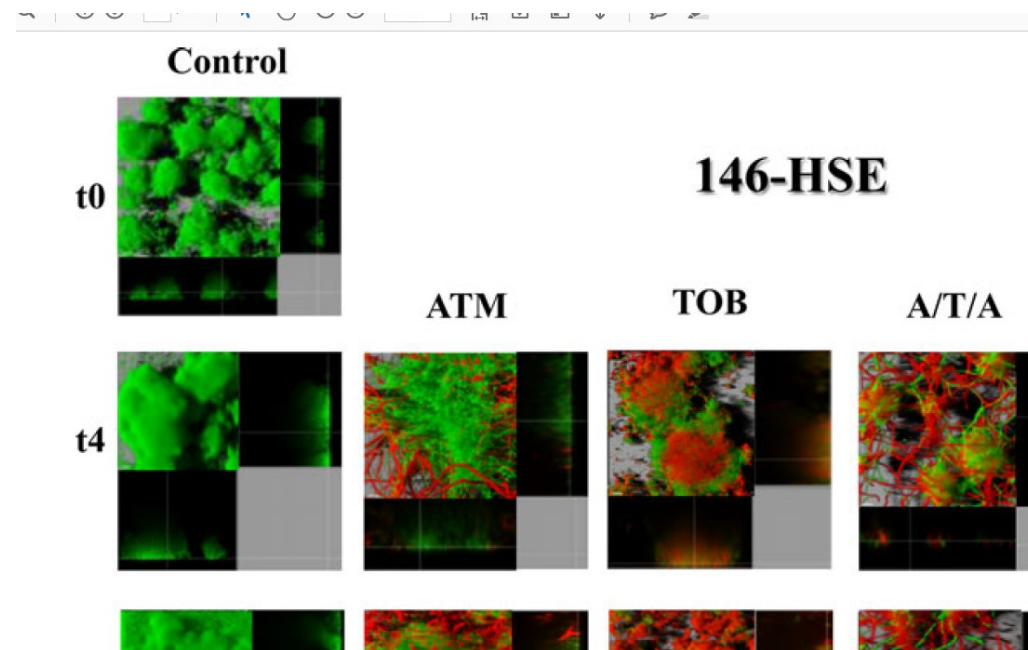 Control
t0
146-HSE
ATM
TOB
A/T/A
t4